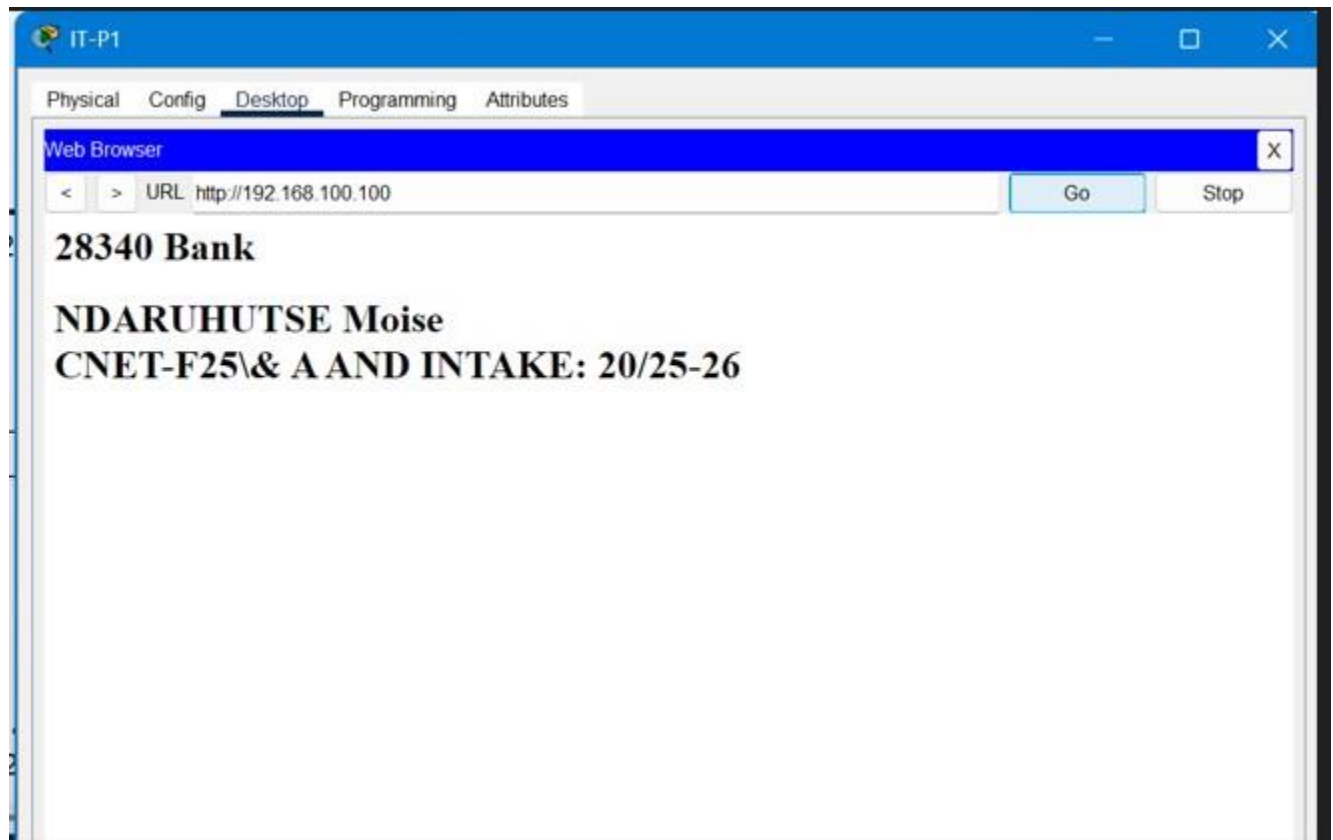 IT-P1
Physical Config Desktop Programming Attributes
Web Browser X
< > URL http://192.168.100.100 Go Stop
28340 Bank
NDARUHUTSE Moise
CNET-F25\& A AND INTAKE: 20/25-26